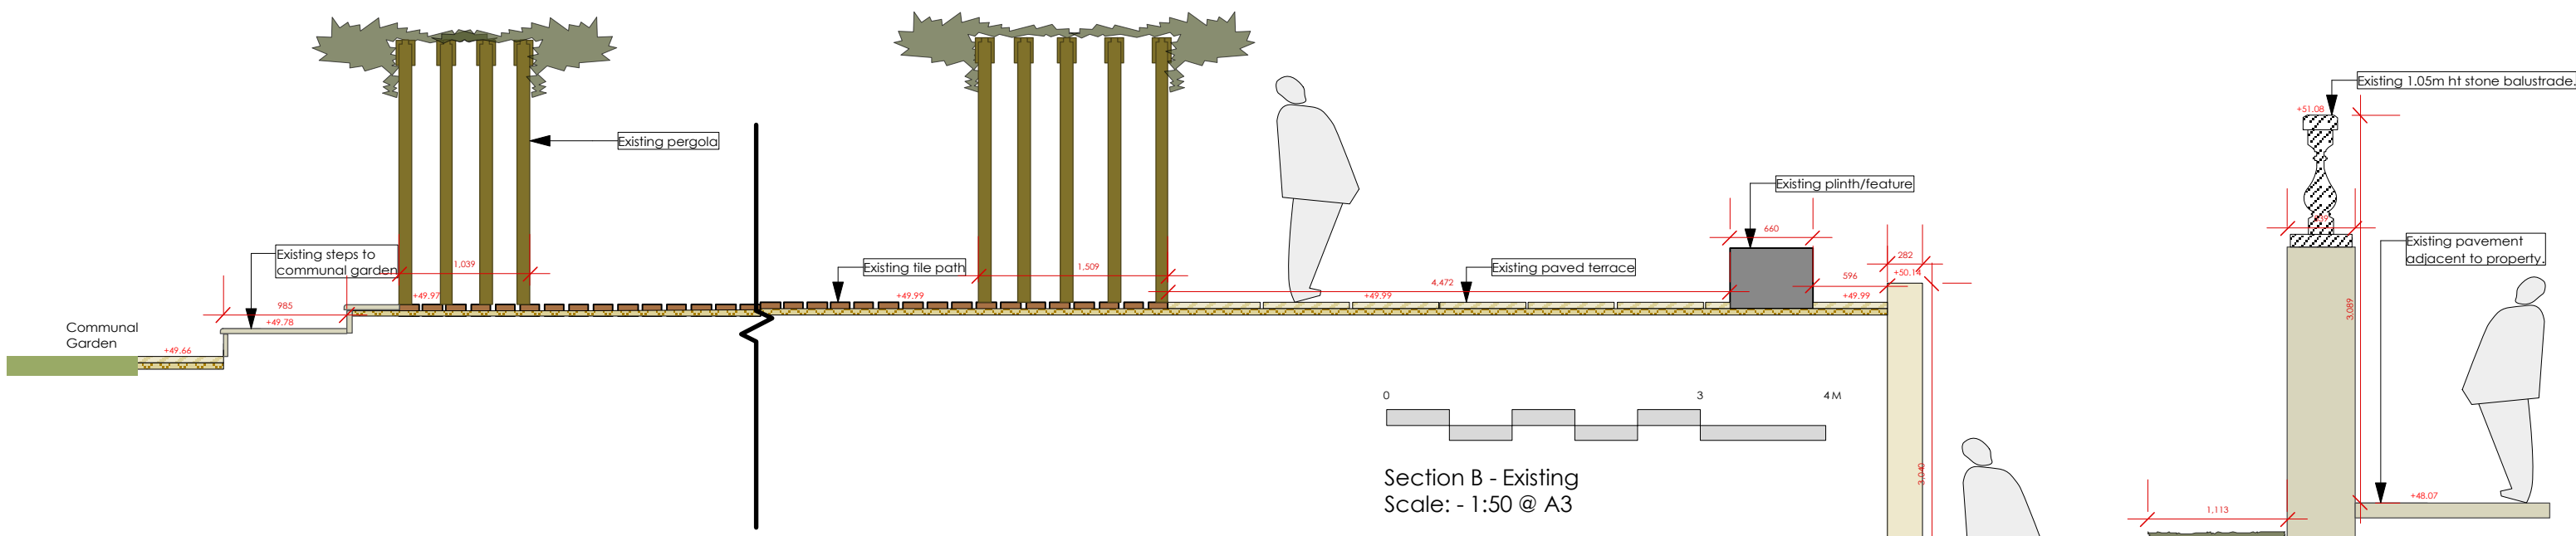 Existing 1.05m ht stone balustrade.
+51.08
Existing pergola
Existing plinth/feature
660
Existing steps to
communal garden
1,039
Existing tile path
1,509
Existing paved terrace
282
Existing pavement
adjacent to property.
985
+49.97
+49.99
4,472
+49.99
596
+50.14
+49.99
+49.78
Communal
Garden
+49.66
3,089
0
3
4 M
Section B - Existing
Scale: - 1:50 @ A3
3,040
+48.07
1,113